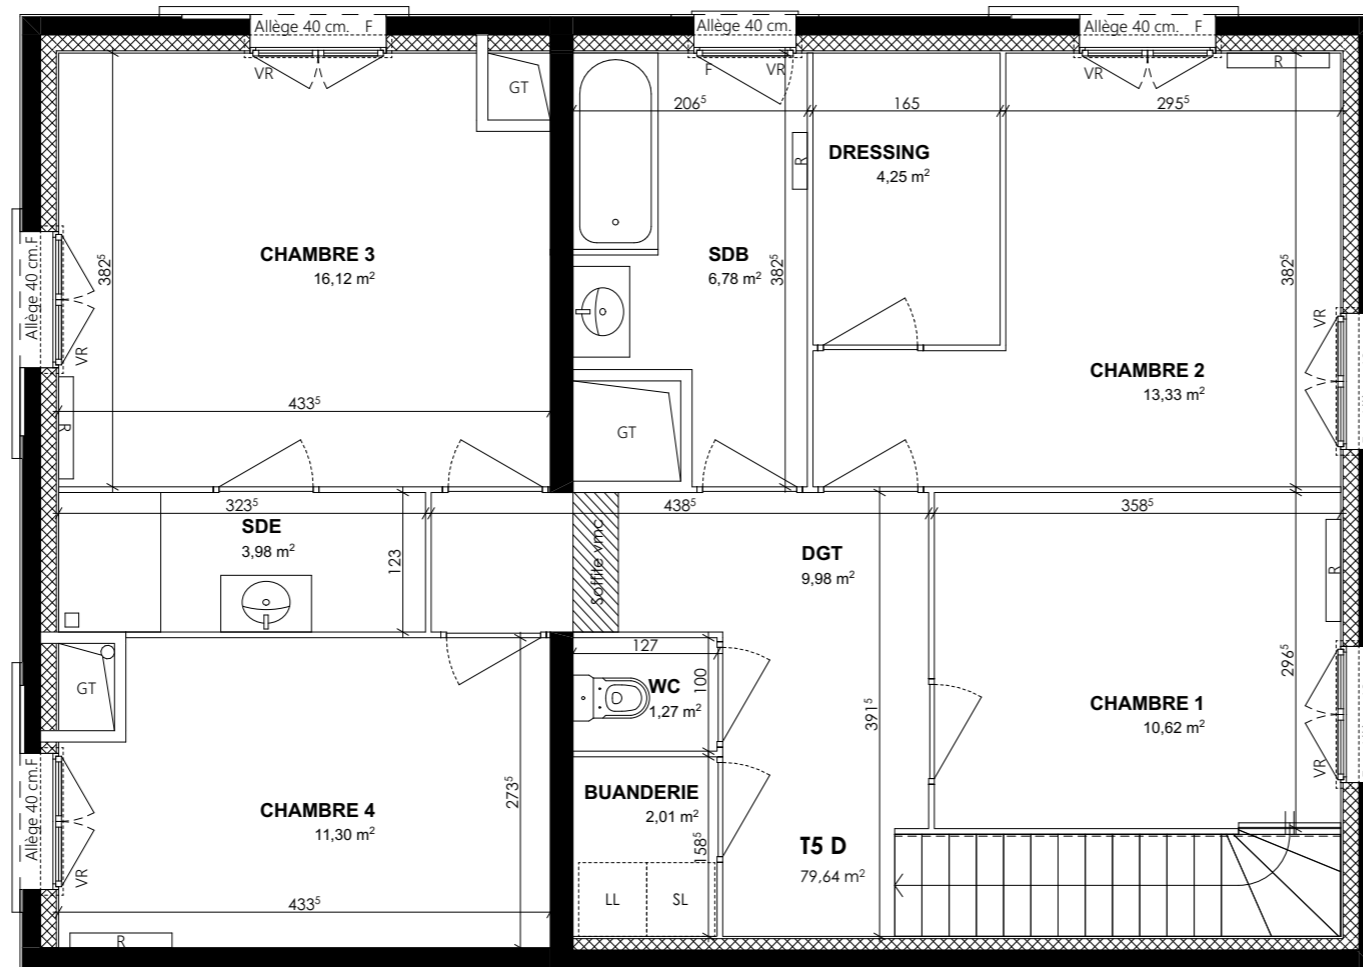 Allège 40 cm.   F
Allège 40 cm.   F
Allège 40 cm.   F
VR
GT
F
VR
VR
R
206⁵
165
295⁵
R
DRESSING
4,25 m²
CHAMBRE 3
16,12 m²
SDB
6,78 m²
382⁵
382⁵
382⁵
Allège 40 cm.F
VR
VR
CHAMBRE 2
13,33 m²
433⁵
R
GT
323⁵
438⁵
358⁵
SDE
3,98 m²
123
Soffite vmc
DGT
9,98 m²
R
127
100
WC
1,27 m²
GT
296⁵
391⁵
CHAMBRE 1
10,62 m²
Allège 40 cm.F
VR
VR
CHAMBRE 4
11,30 m²
273⁵
BUANDERIE
2,01 m²
158⁵
T5 D
79,64 m²
LL
SL
433⁵
R